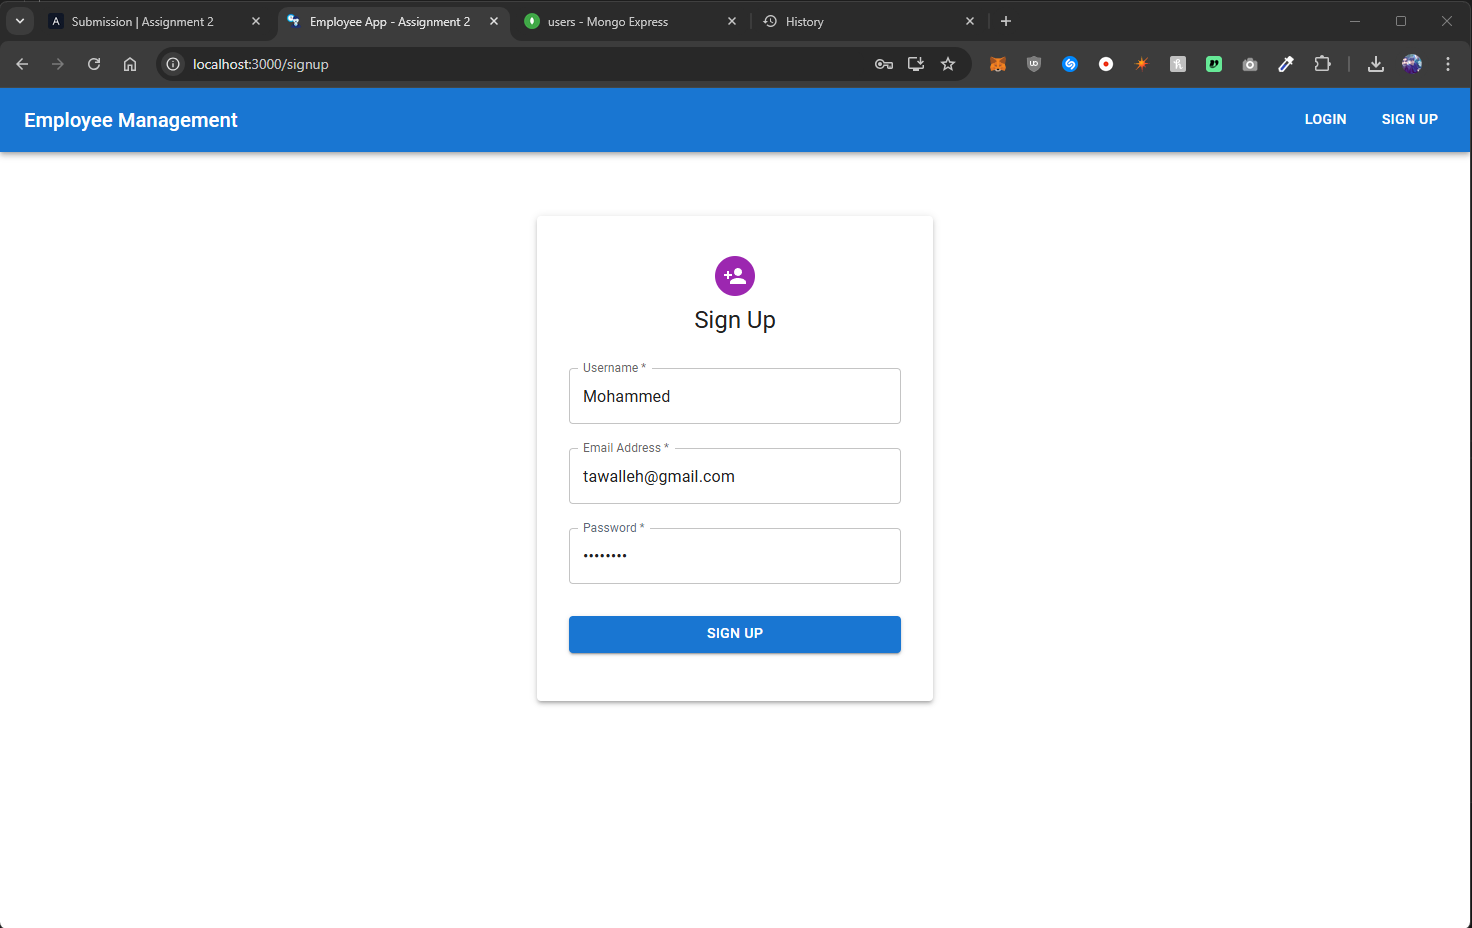 Submission | Assignment 2
Employee App - Assignment 2
users - Mongo Express
History
localhost:3000/signup
Employee Management
LOGIN
SIGN UP
Sign Up
Username *
Mohammed
Email Address *
tawalleh@gmail.com
Password *
••••••••
SIGN UP